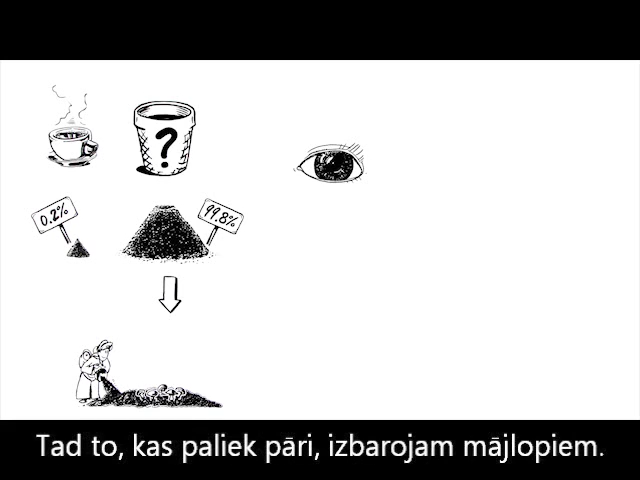 ?
0.2%
99.8%
Tad to, kas paliek pāri, izbarojam mājlopiem.